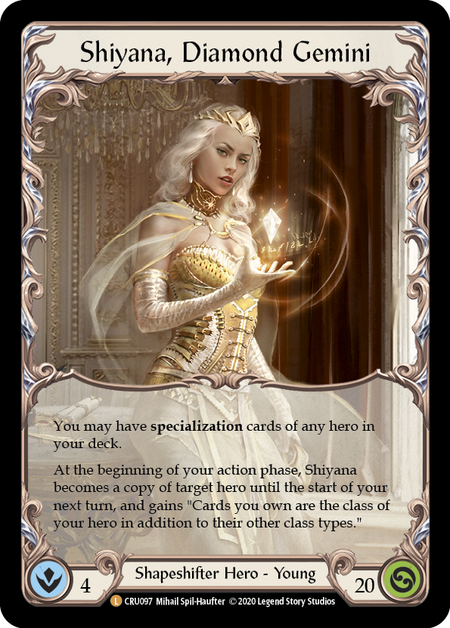 Shiyana, Diamond Gemini
You may have specialization cards of any hero in
your deck.
At the beginning of your action phase, Shiyana
becomes a copy of target hero until the start of your
next turn, and gains "Cards you own are the class of
your hero in addition to their other class types."
4
Shapeshifter Hero - Young
20
L CRU097 Mihail Spil-Haufter © 2020 Legend Story Studios